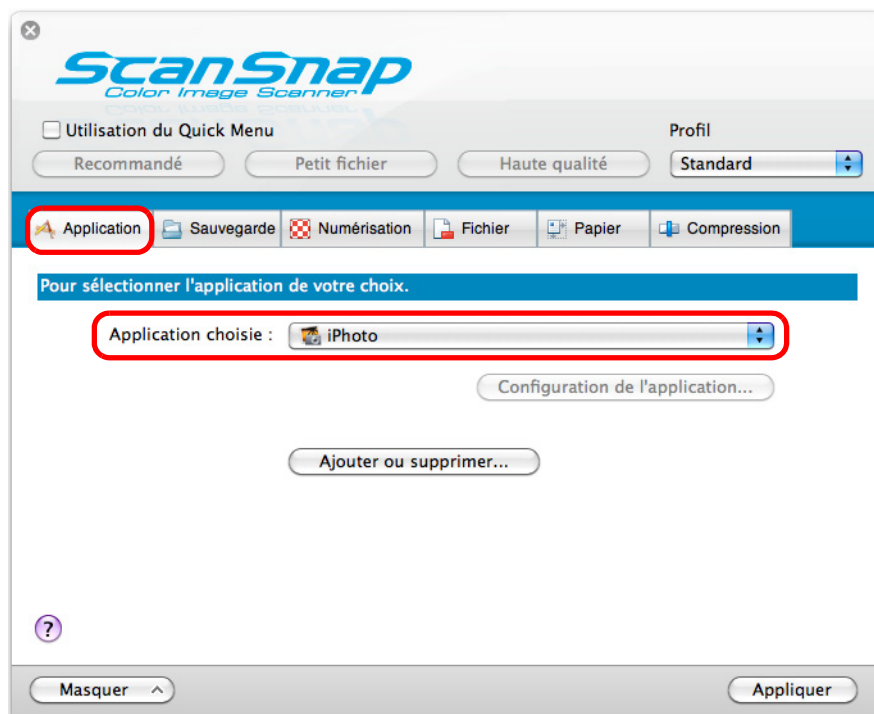 ScanSnap
Color Image Scanner
Utilisation du Quick Menu
Profil
Recommandé
Petit fichier
Haute qualité
Standard
Application
Sauvegarde
Numérisation
Fichier
Papier
Compression
Pour sélectionner l'application de votre choix.
Application choisie :
iPhoto
Configuration de l'application...
Ajouter ou supprimer...
?
Masquer
Appliquer